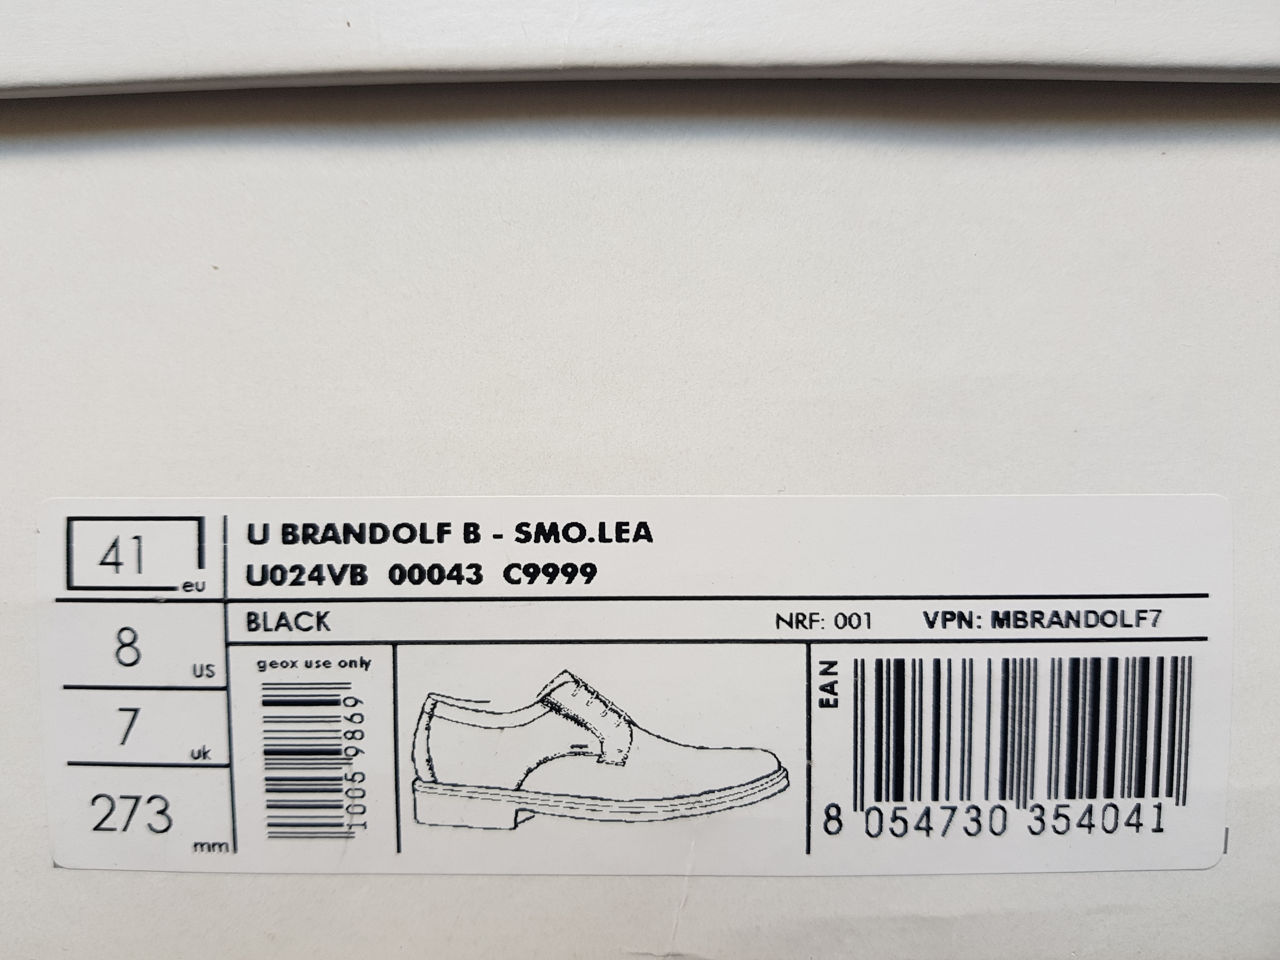 41 eu
U BRANDOLF B - SMO.LEA
U024VB 00043 C9999
8 US
BLACK NRF: 001 VPN: MBRANDOLF7
7 uk
273 mm
geox use only
1005 9869
EAN
8 054730 354041